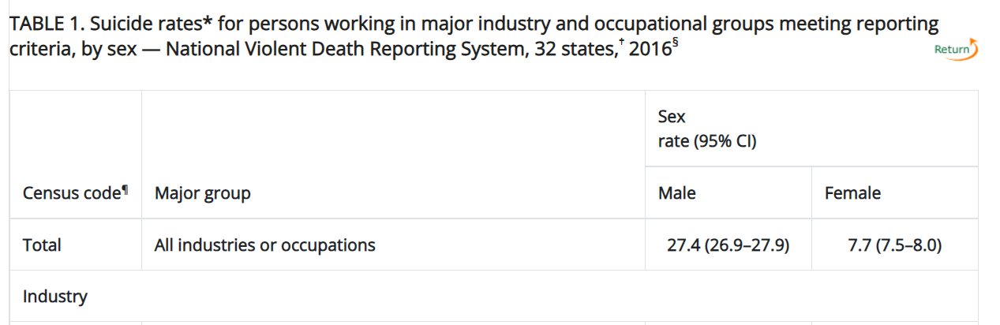 TABLE 1. Suicide rates* for persons working in major industry and occupational groups meeting reporting
criteria, by sex — National Violent Death Reporting System, 32 states,† 2016§
Return
Sex
rate (95% CI)
Census code¶ Major group Male Female
Total All industries or occupations 27.4 (26.9–27.9) 7.7 (7.5–8.0)
Industry